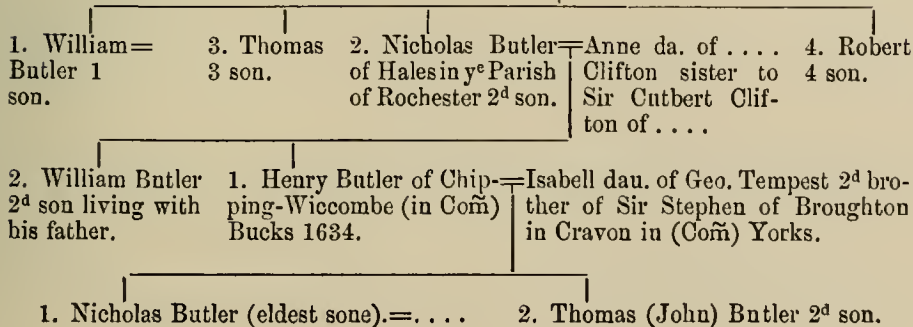 1. William=
Butler 1
son.
3. Thomas
3 son.
2. Nicholas Butler=
of Hales in yᵉ Parish
of Rochester 2ᵈ son.
Anne da. of . . . .
Clifton sister to
Sir Cutbert Clif-
ton of . . . .
4. Robert
4 son.
2. William Butler
2ᵈ son living with
his father.
1. Henry Butler of Chip-=
ping-Wiccombe (in Com̃)
Bucks 1634.
Isabell dau. of Geo. Tempest 2ᵈ bro-
ther of Sir Stephen of Broughton
in Cravon in (Com̃) Yorks.
1. Nicholas Butler (eldest sone).=. . . .
2. Thomas (John) Butler 2ᵈ son.